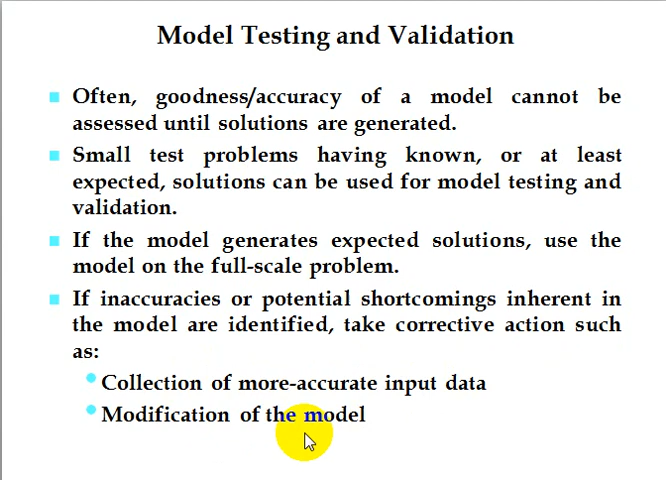 Model Testing and Validation
Often, goodness/accuracy of a model cannot be
assessed until solutions are generated.
Small test problems having known, or at least
expected, solutions can be used for model testing and
validation.
If the model generates expected solutions, use the
model on the full-scale problem.
If inaccuracies or potential shortcomings inherent in
the model are identified, take corrective action such
as:
Collection of more-accurate input data
Modification of the model